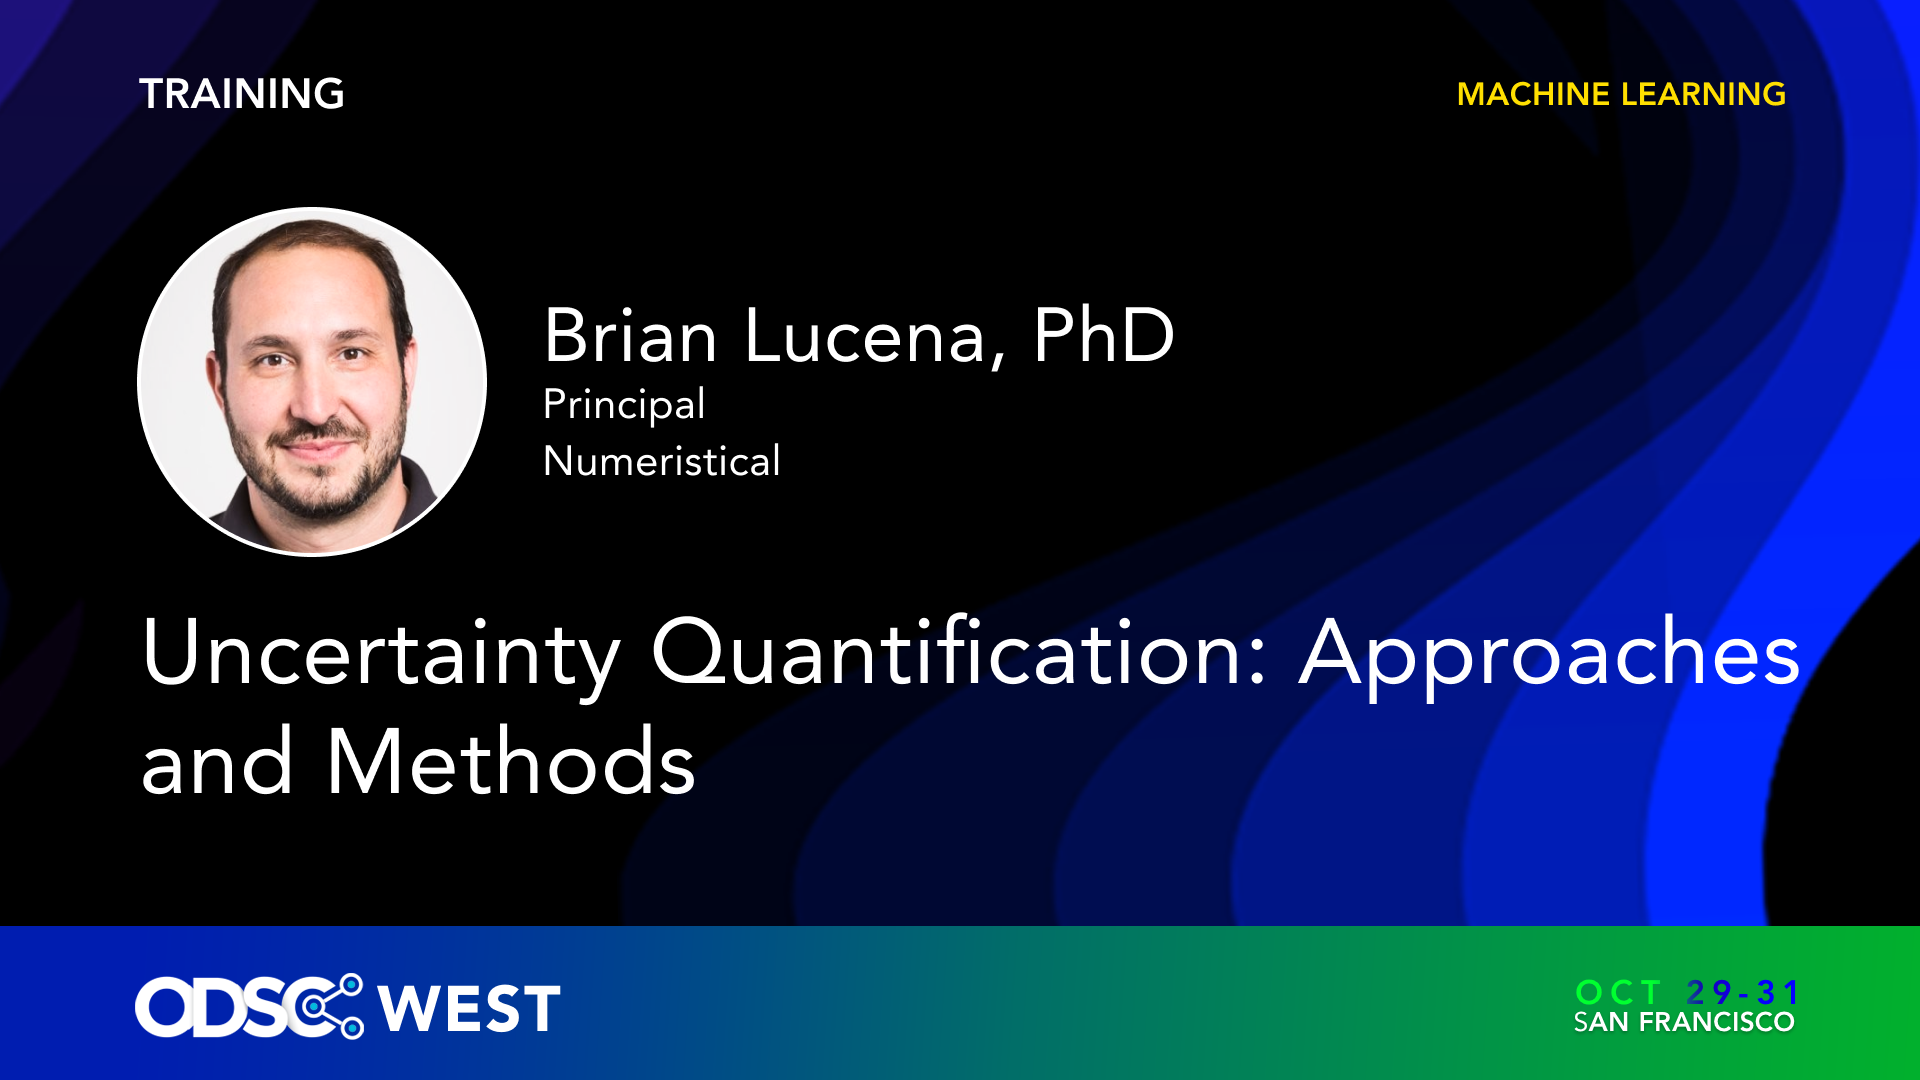 TRAINING
MACHINE LEARNING
Brian Lucena, PhD
Principal
Numeristical
Uncertainty Quantification: Approaches
and Methods
ODSC WEST
OCT 29-31
SAN FRANCISCO